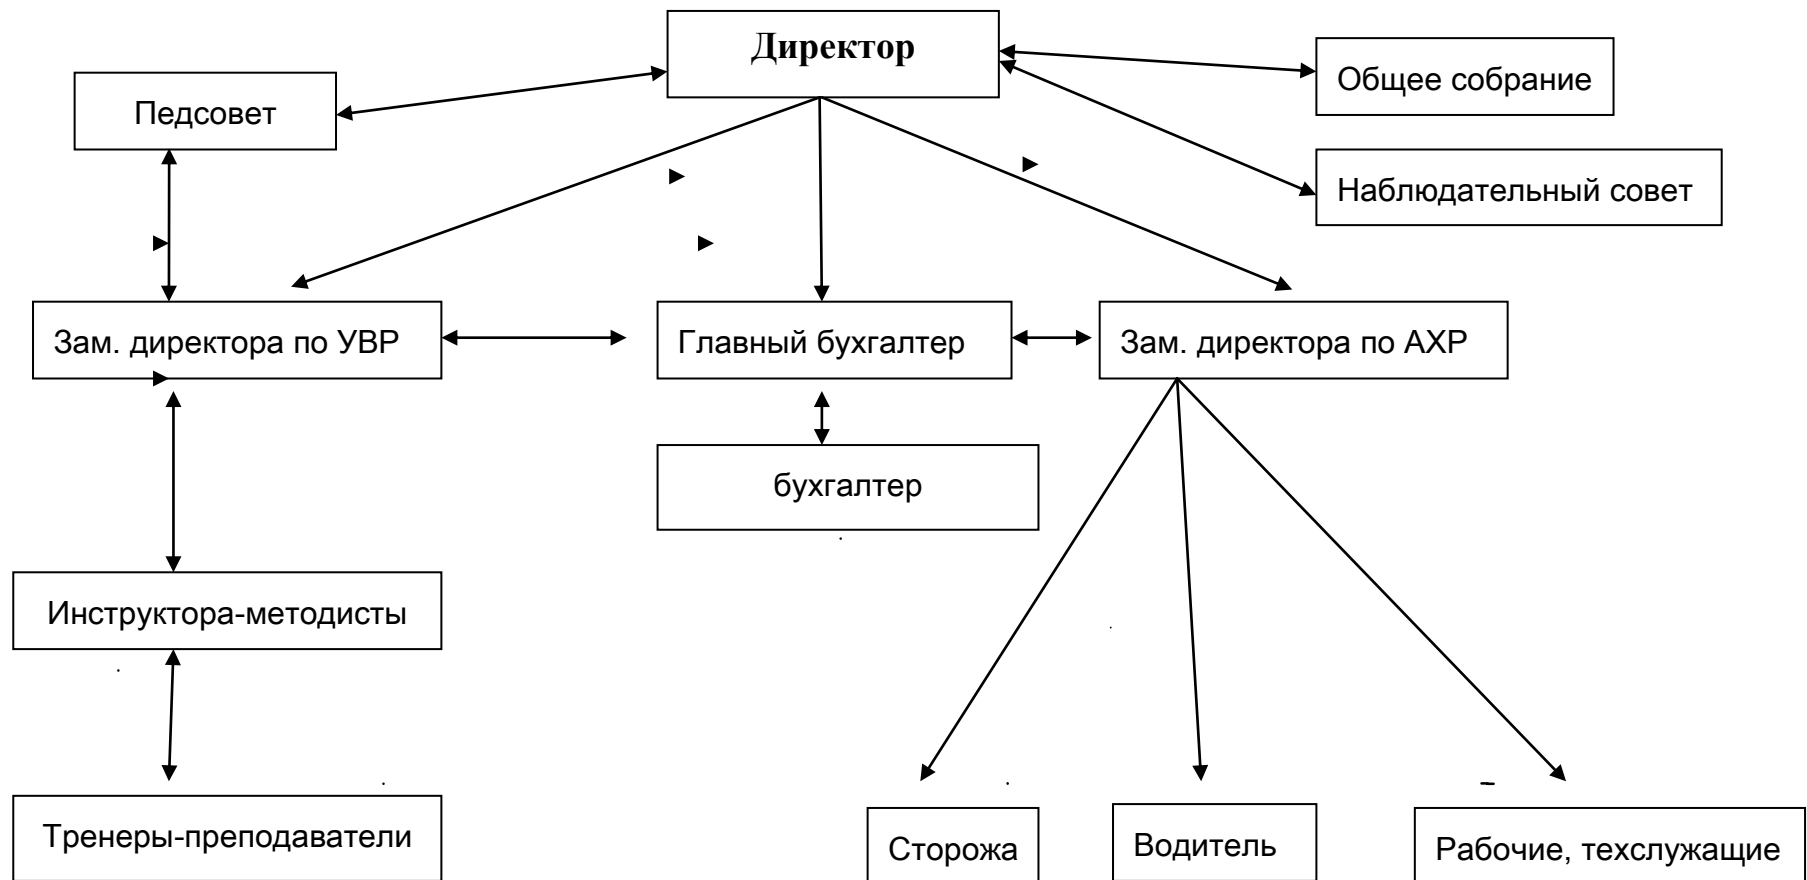 Директор
Общее собрание
Педсовет
Наблюдательный совет
Зам. директора по УВР
Главный бухгалтер
Зам. директора по АХР
бухгалтер
Инструктора-методисты
Тренеры-преподаватели
Сторожа
Водитель
Рабочие, техслужащие